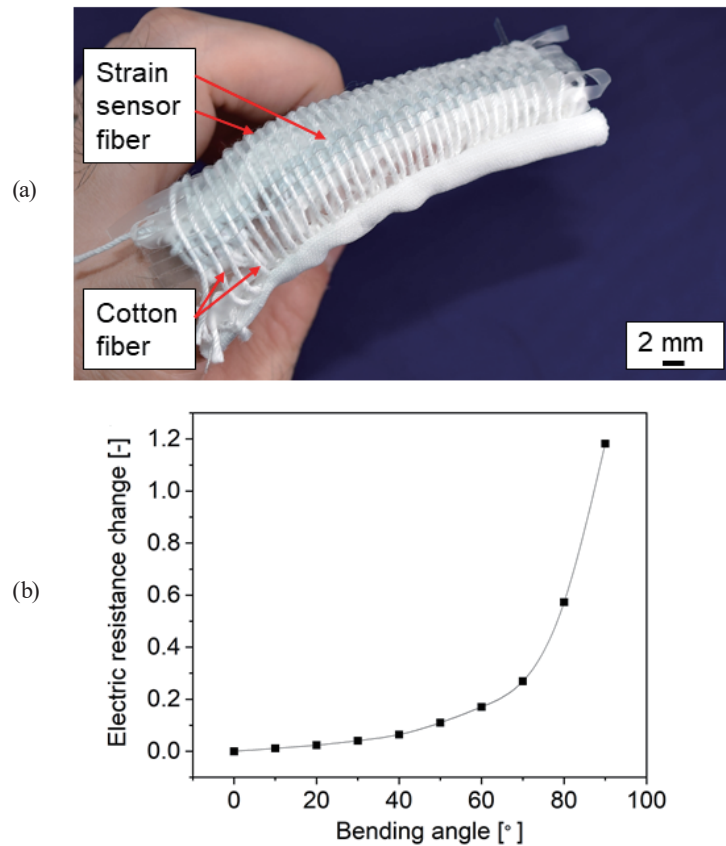 (a)
Strain
sensor
fiber
Cotton
fiber
2 mm
(b)
Electric resistance change [-]
1.2
1.0
0.8
0.6
0.4
0.2
0.0
0 20 40 60 80 100
Bending angle [°]